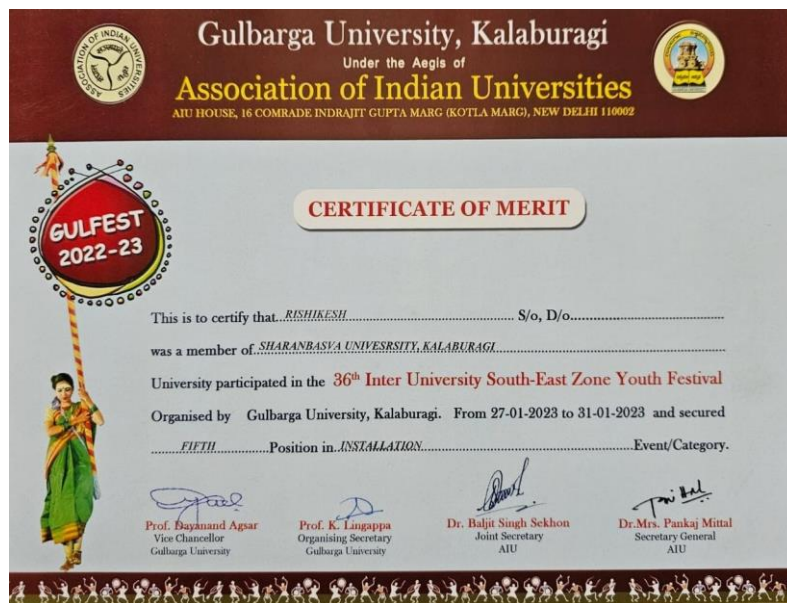 Gulbarga University, Kalaburagi
Under the Aegis of
Association of Indian Universities
AIU HOUSE, 16 COMRADE INDRAJIT GUPTA MARG (KOTLA MARG), NEW DELHI 110002
ASSOCIATION OF INDIAN UNIVERSITIES
GULFEST
2022-23
CERTIFICATE OF MERIT
This is to certify that RISHIKESH S/o, D/o
was a member of SHARANBASVA UNIVESRSITY, KALABURAGI
University participated in the 36th Inter University South-East Zone Youth Festival
Organised by Gulbarga University, Kalaburagi. From 27-01-2023 to 31-01-2023 and secured
FIFTH Position in INSTALLATION Event/Category.
Prof. Dayanand Agsar
Vice Chancellor
Gulbarga University
Prof. K. Lingappa
Organising Secretary
Gulbarga University
Dr. Baljit Singh Sekhon
Joint Secretary
AIU
Dr.Mrs. Pankaj Mittal
Secretary General
AIU